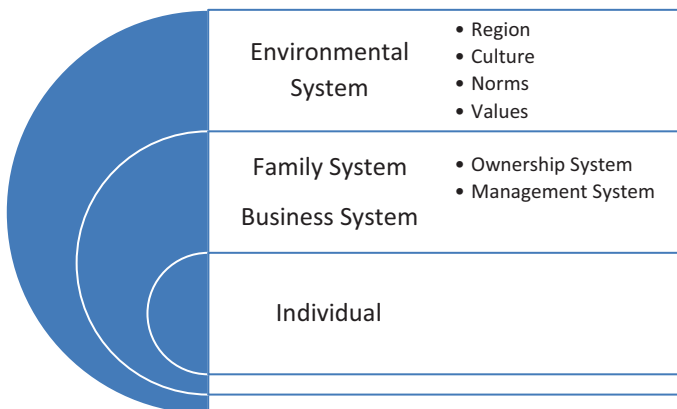 Environmental
System
• Region
• Culture
• Norms
• Values
Family System
Business System
• Ownership System
• Management System
Individual